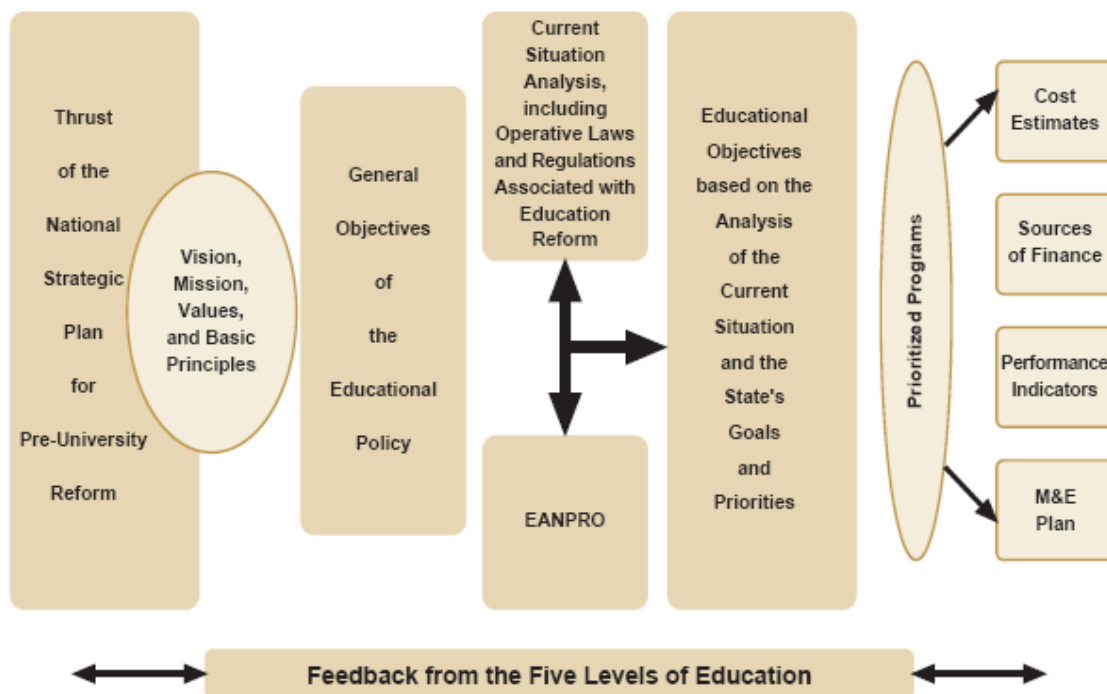 Thrust
of the
National
Strategic
Plan
for
Pre-University
Reform
Vision,
Mission,
Values,
and Basic
Principles
General
Objectives
of
the
Educational
Policy
Current
Situation
Analysis,
including
Operative Laws
and Regulations
Associated with
Education
Reform
EANPRO
Educational
Objectives
based on the
Analysis
of the
Current
Situation
and the
State's
Goals
and
Priorities
Prioritized Programs
Cost
Estimates
Sources
of Finance
Performance
Indicators
M&E
Plan
Feedback from the Five Levels of Education